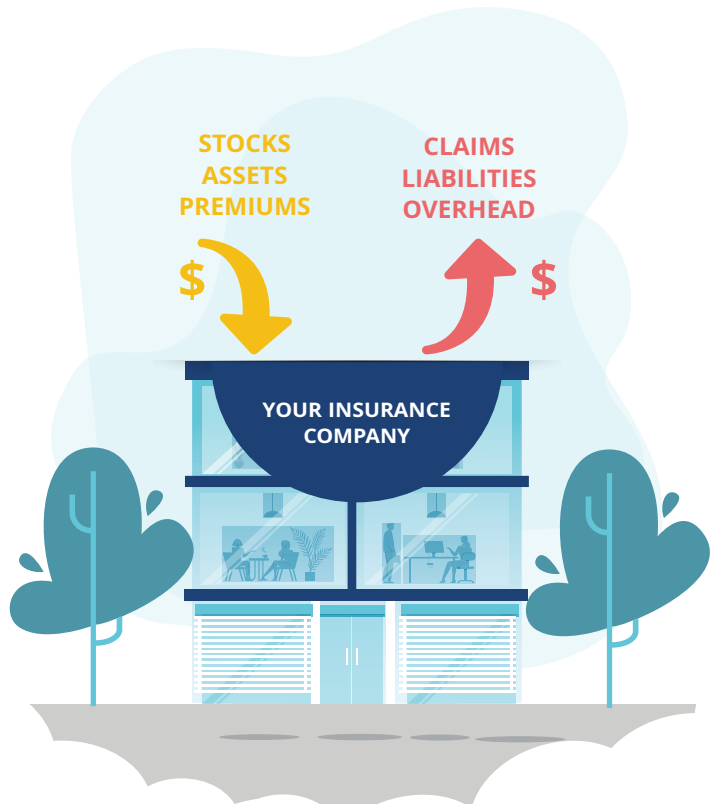 STOCKS
ASSETS
PREMIUMS
$
CLAIMS
LIABILITIES
OVERHEAD
$
YOUR INSURANCE
COMPANY